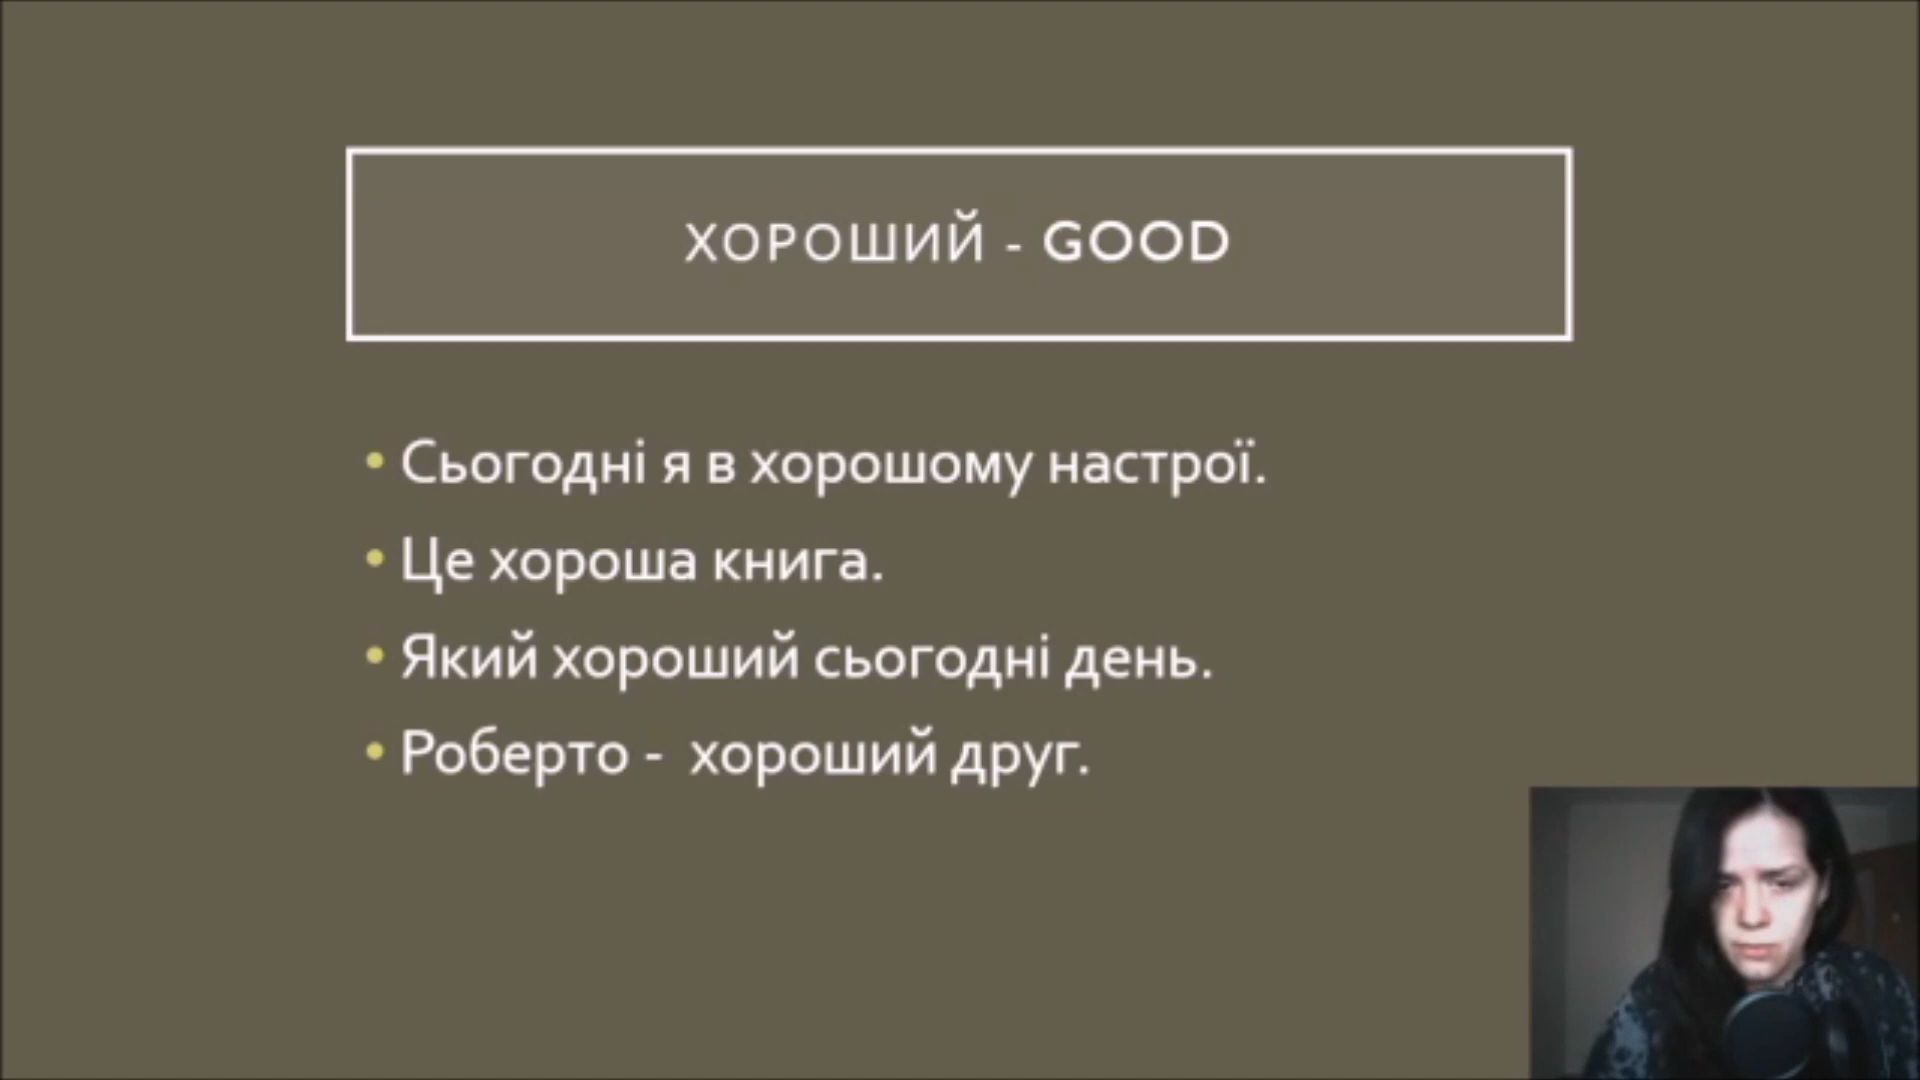 ХОРОШИЙ - GOOD
• Сьогодні я в хорошому настрої.
• Це хороша книга.
• Який хороший сьогодні день.
• Роберто - хороший друг.